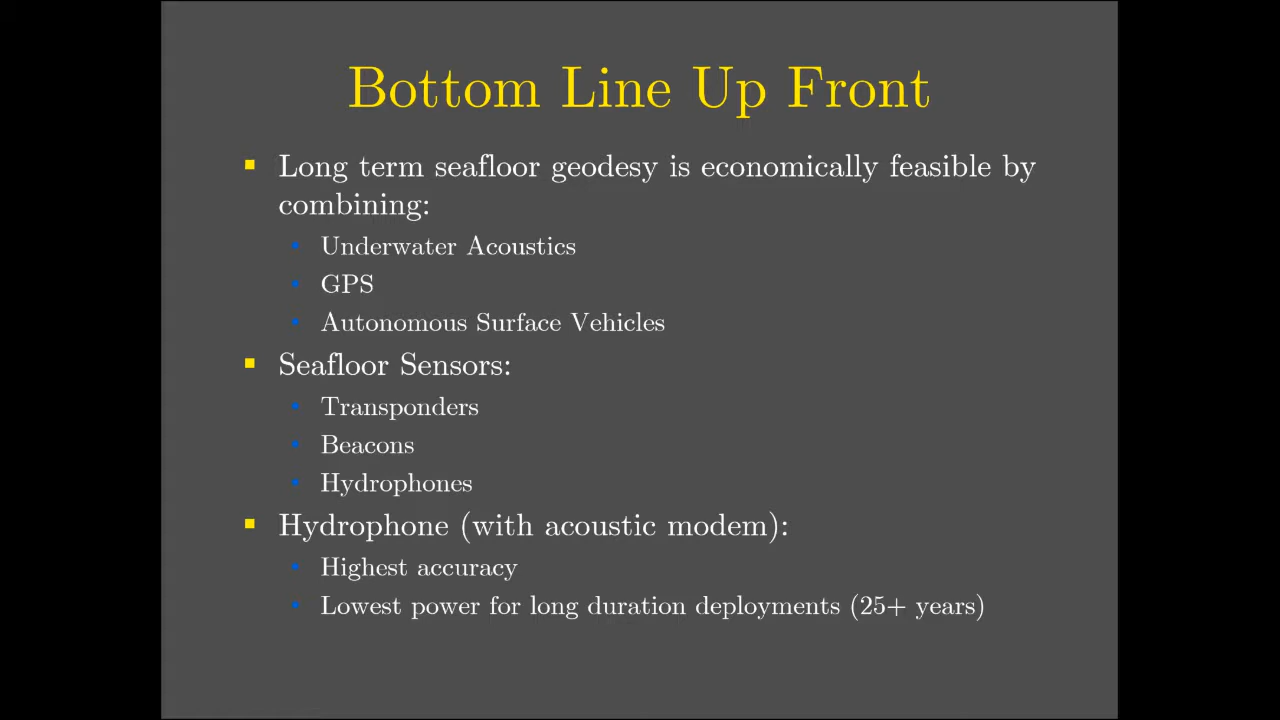 Bottom Line Up Front
Long term seafloor geodesy is economically feasible by
combining:
Underwater Acoustics
GPS
Autonomous Surface Vehicles
Seafloor Sensors:
Transponders
Beacons
Hydrophones
Hydrophone (with acoustic modem):
Highest accuracy
Lowest power for long duration deployments (25+ years)